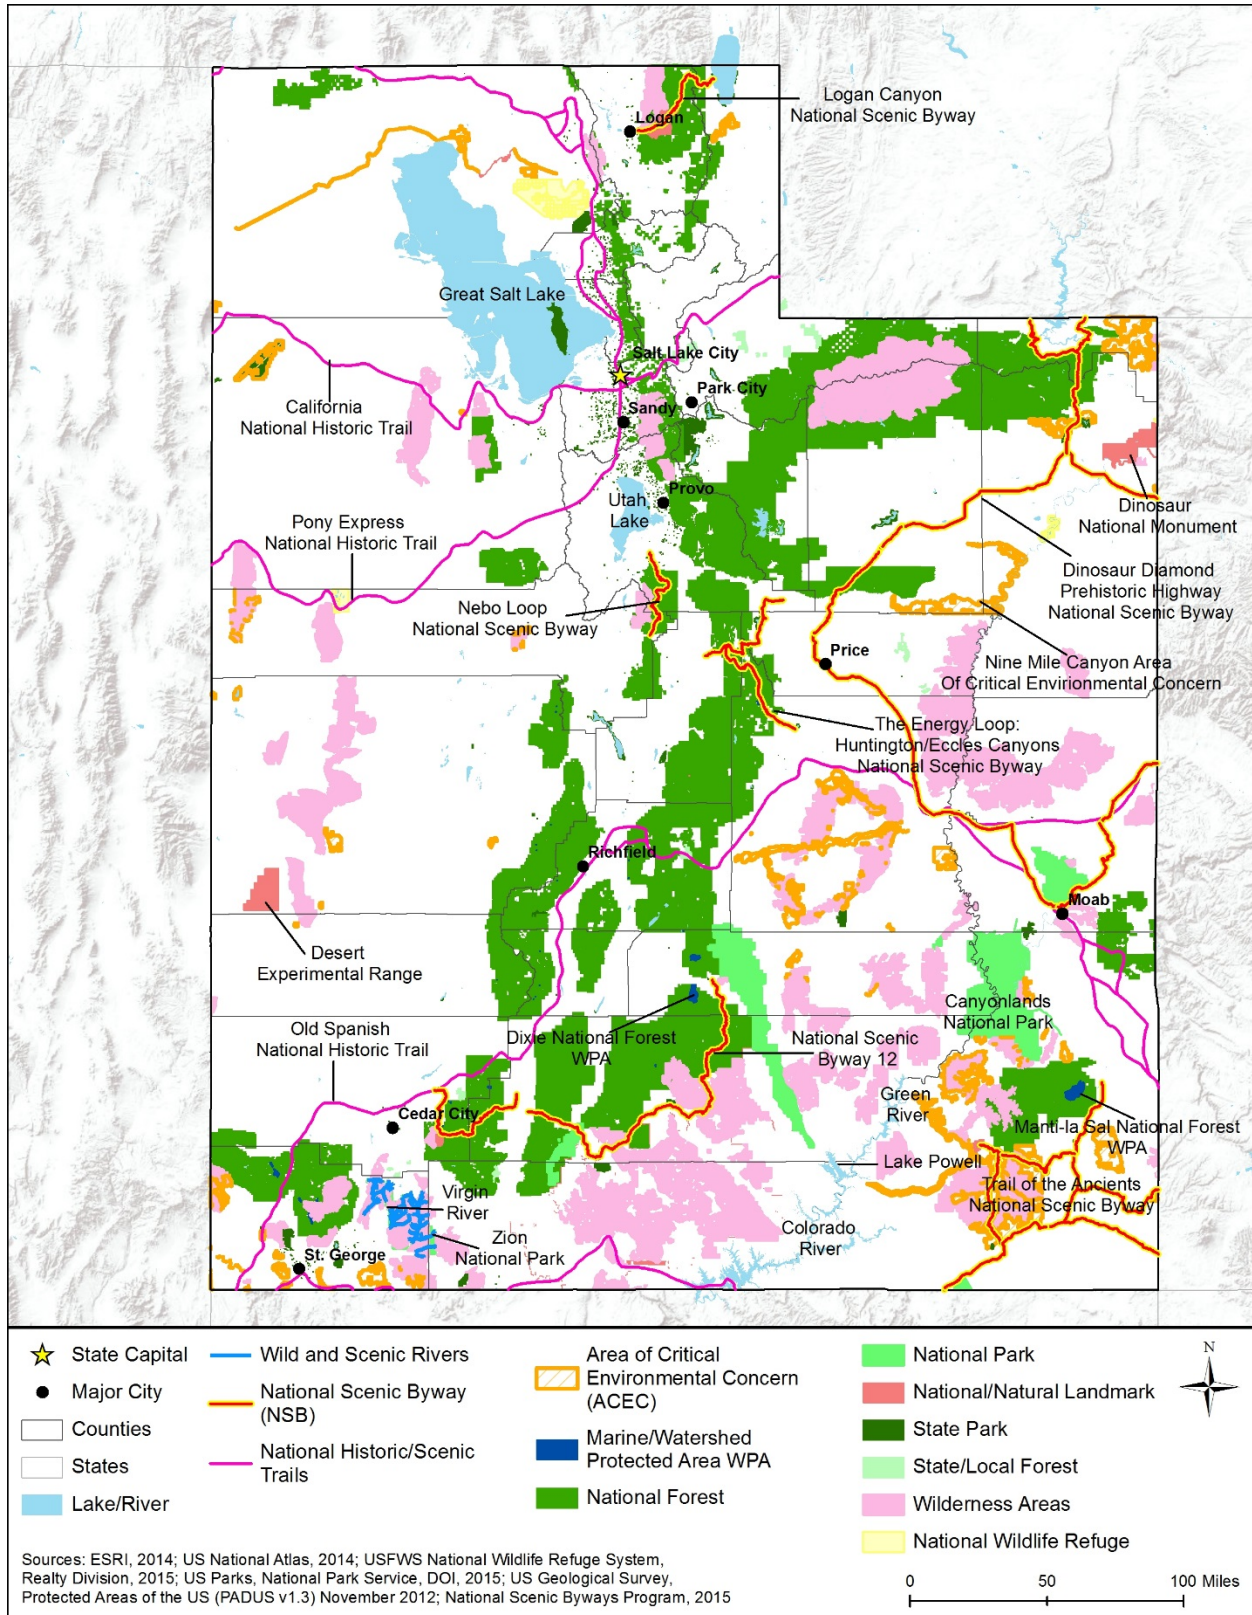 Logan Canyon
National Scenic Byway
Logan
Great Salt Lake
Salt Lake City
Park City
Sandy
California
National Historic Trail
Provo
Utah
Lake
Pony Express
National Historic Trail
Dinosaur
National Monument
Dinosaur Diamond
Prehistoric Highway
National Scenic Byway
Nebo Loop
National Scenic Byway
Price
Nine Mile Canyon Area
Of Critical Environmental Concern
The Energy Loop:
Huntington/Eccles Canyons
National Scenic Byway
Richfield
Moab
Desert
Experimental Range
Canyonlands
National Park
Old Spanish
National Historic Trail
Dixie National Forest
WPA
National Scenic
Byway 12
Green
River
Cedar City
Manti-la Sal National Forest
WPA
Lake Powell
Trail of the Ancients
National Scenic Byway
Virgin
River
Colorado
River
Zion
National Park
St. George
State Capital
Major City
Counties
States
Lake/River
Wild and Scenic Rivers
National Scenic Byway
(NSB)
National Historic/Scenic
Trails
Area of Critical
Environmental Concern
(ACEC)
Marine/Watershed
Protected Area WPA
National Forest
National Park
National/Natural Landmark
State Park
State/Local Forest
Wilderness Areas
National Wildlife Refuge
N
Sources: ESRI, 2014; US National Atlas, 2014; USFWS National Wildlife Refuge System,
Realty Division, 2015; US Parks, National Park Service, DOI, 2015; US Geological Survey,
Protected Areas of the US (PADUS v1.3) November 2012; National Scenic Byways Program, 2015
0 50 100 Miles